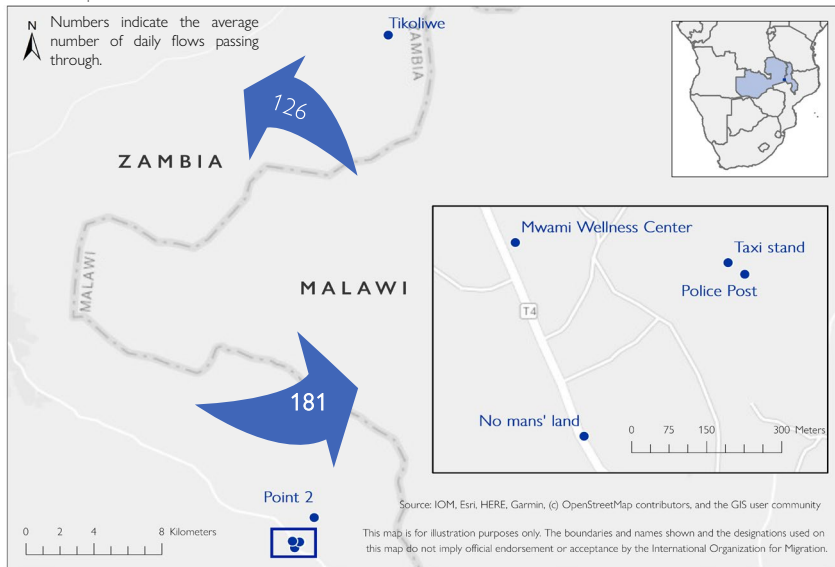 N
Numbers indicate the average
number of daily flows passing
through.
Tikoliwe
ZAMBIA
126
ZAMBIA
MALAWI
MALAWI
181
Mwami Wellness Center
Taxi stand
Police Post
T4
No mans' land
0 75 150 300 Meters
Point 2
0 2 4 8 Kilometers
Source: IOM, Esri, HERE, Garmin, (c) OpenStreetMap contributors, and the GIS user community
This map is for illustration purposes only. The boundaries and names shown and the designations used on
this map do not imply official endorsement or acceptance by the International Organization for Migration.